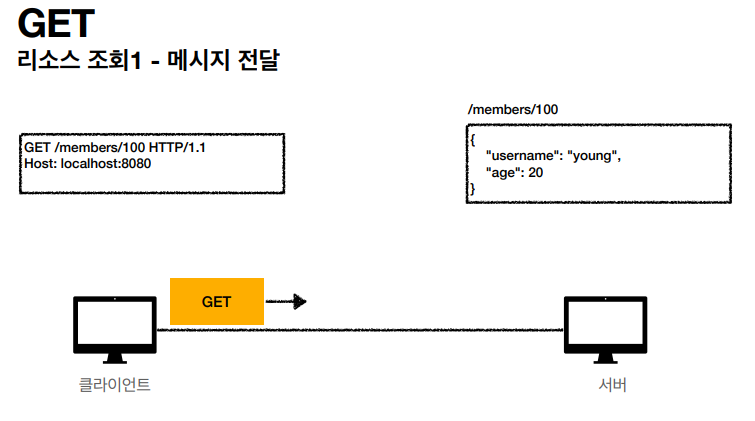 GET
리소스 조회1 - 메시지 전달
GET /members/100 HTTP/1.1
Host: localhost:8080
/members/100
{
"username": "young",
"age": 20
}
GET
클라이언트
서버